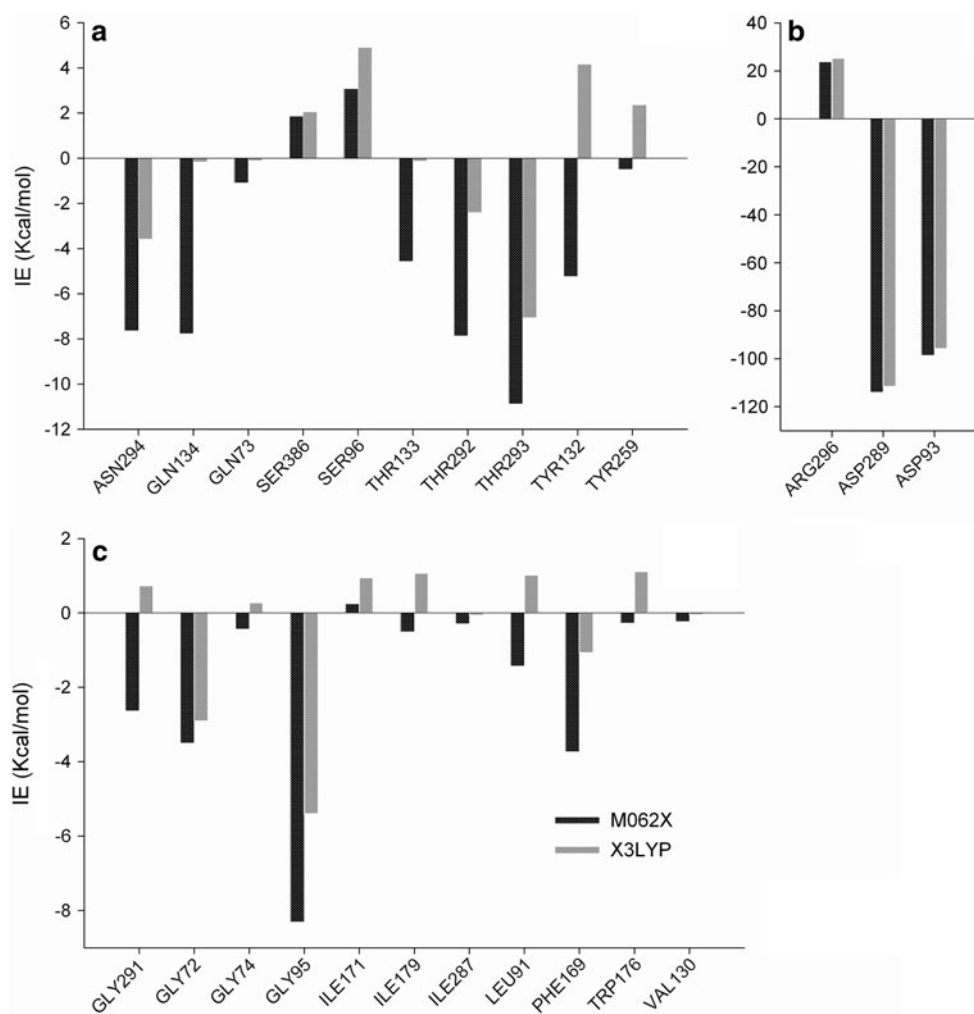 a
6
4
2
0
-2
-4
-6
-8
-10
-12
IE (Kcal/mol)
ASN294
GLN134
GLN73
SER386
SER96
THR133
THR292
THR293
TYR132
TYR259
b
40
20
0
-20
-40
-60
-80
-100
-120
ARG296
ASP289
ASP93
c
2
0
-2
-4
-6
-8
IE (Kcal/mol)
M062X
X3LYP
GLY291
GLY72
GLY74
GLY95
ILE171
ILE179
ILE287
LEU91
PHE169
TRP176
VAL130